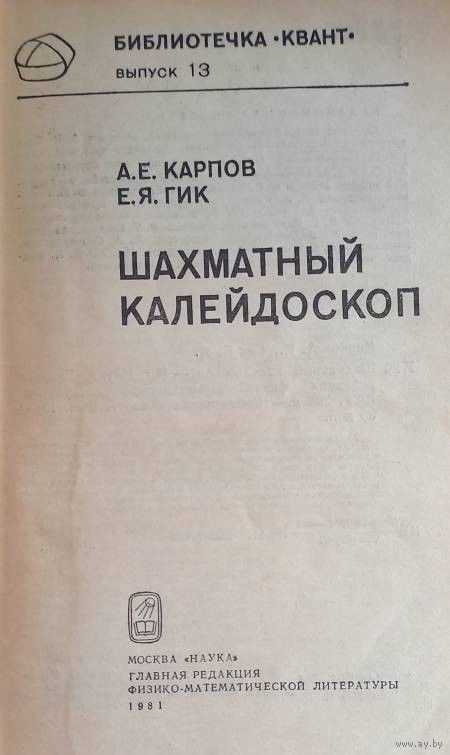 БИБЛИОТЕЧКА •КВАНТ•
ВЫПУСК 13
А.Е. КАРПОВ
Е.Я. ГИК
ШАХМАТНЫЙ
КАЛЕЙДОСКОП
МОСКВА «НАУКА»
ГЛАВНАЯ РЕДАКЦИЯ
ФИЗИКО-МАТЕМАТИЧЕСКОЙ ЛИТЕРАТУРЫ
1981
www.ay.by